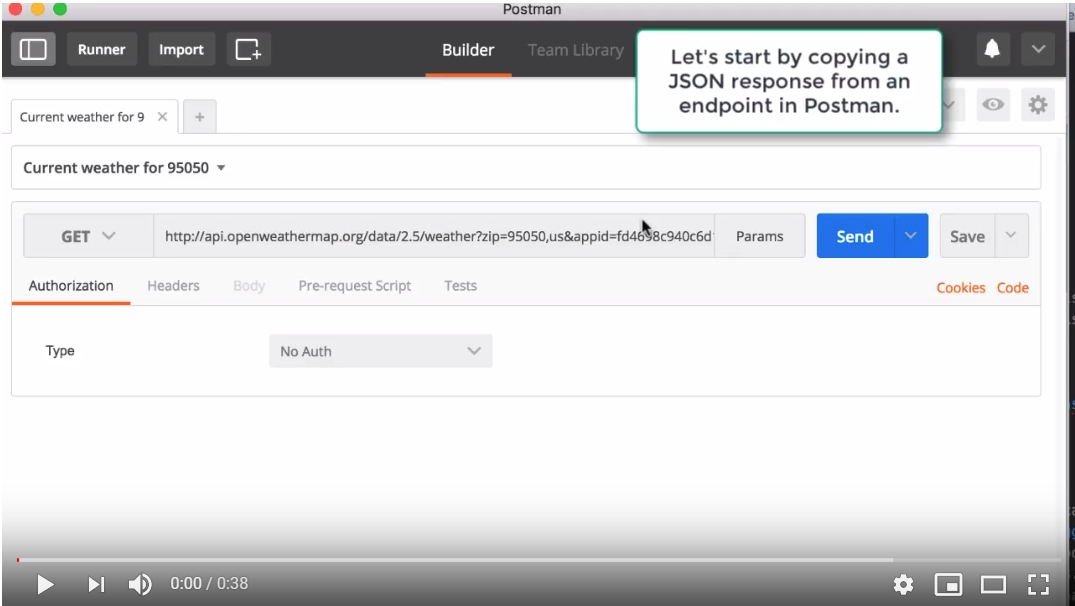 Postman
Runner
Import
Builder
Team Library
Let's start by copying a
JSON response from an
endpoint in Postman.
Current weather for 9
Current weather for 95050
GET
http://api.openweathermap.org/data/2.5/weather?zip=95050,us&appid=fd4698c940c6d
Params
Send
Save
Authorization
Headers
Body
Pre-request Script
Tests
Cookies
Code
Type
No Auth
0:00 / 0:38